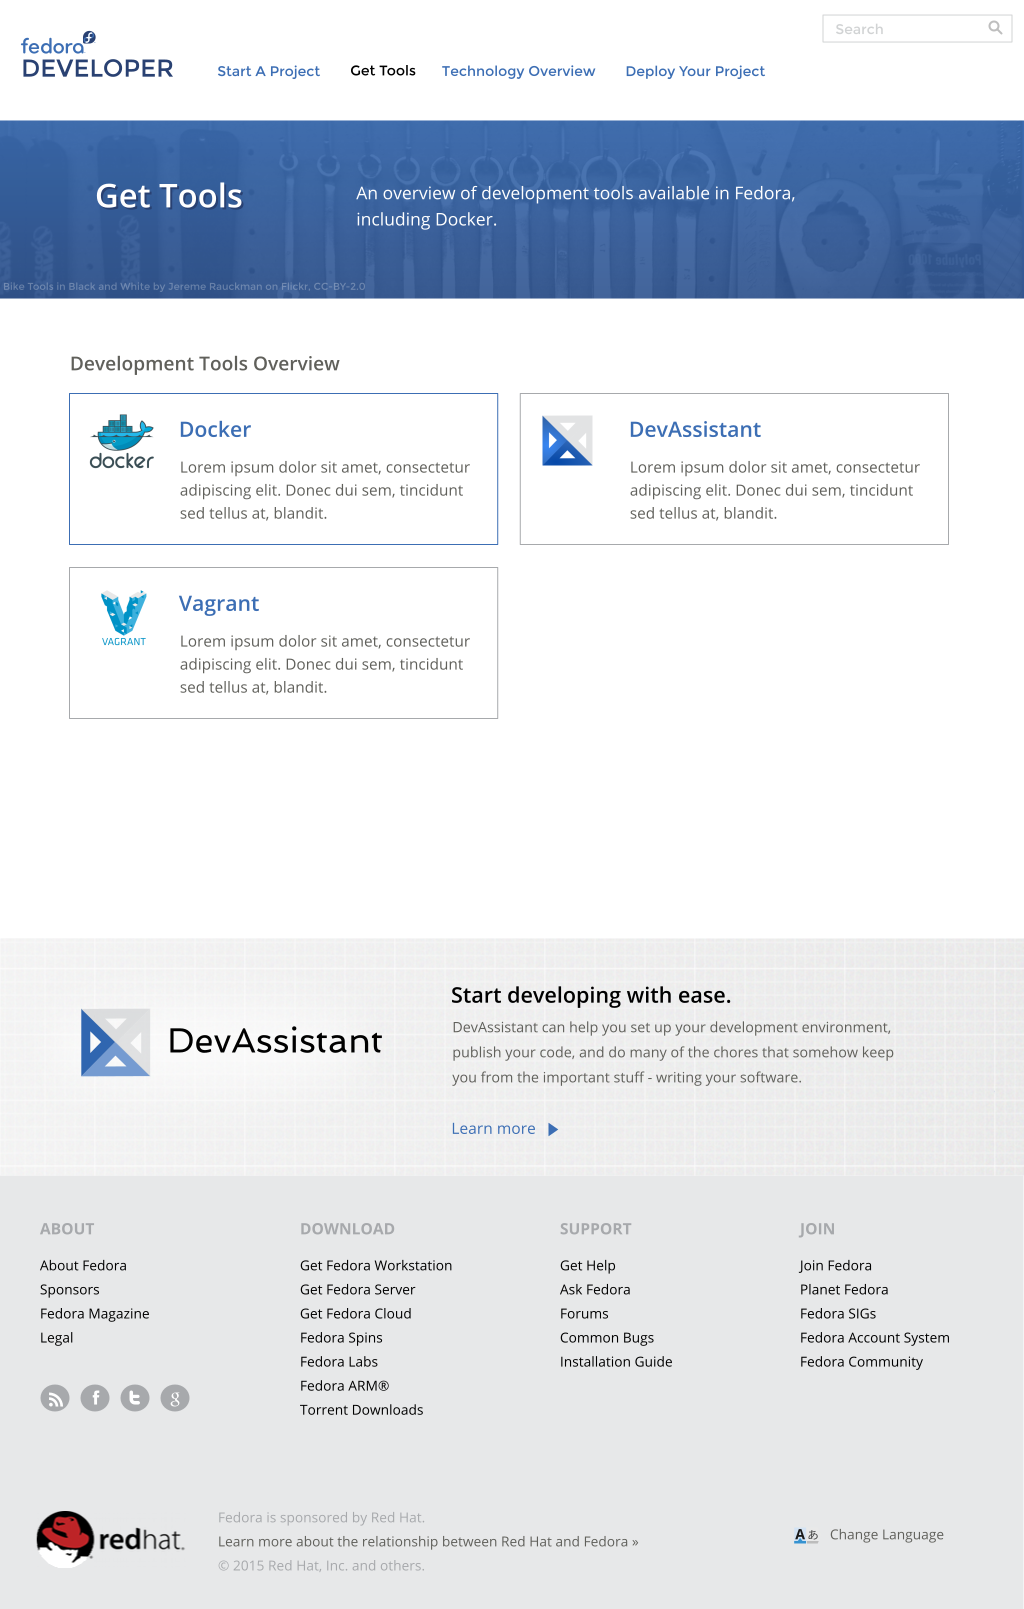 Search
fedora
DEVELOPER
Start A Project Get Tools Technology Overview Deploy Your Project
Get Tools
An overview of development tools available in Fedora,
including Docker.
Polylube 1000
Bike Tools in Black and White by Jereme Rauckman on Flickr, CC-BY-2.0
Development Tools Overview
docker
Docker
Lorem ipsum dolor sit amet, consectetur
adipiscing elit. Donec dui sem, tincidunt
sed tellus at, blandit.
DevAssistant
Lorem ipsum dolor sit amet, consectetur
adipiscing elit. Donec dui sem, tincidunt
sed tellus at, blandit.
VAGRANT
Vagrant
Lorem ipsum dolor sit amet, consectetur
adipiscing elit. Donec dui sem, tincidunt
sed tellus at, blandit.
DevAssistant
Start developing with ease.
DevAssistant can help you set up your development environment,
publish your code, and do many of the chores that somehow keep
you from the important stuff - writing your software.
Learn more
ABOUT
About Fedora
Sponsors
Fedora Magazine
Legal
DOWNLOAD
Get Fedora Workstation
Get Fedora Server
Get Fedora Cloud
Fedora Spins
Fedora Labs
Fedora ARM®
Torrent Downloads
SUPPORT
Get Help
Ask Fedora
Forums
Common Bugs
Installation Guide
JOIN
Join Fedora
Planet Fedora
Fedora SIGs
Fedora Account System
Fedora Community
redhat.
Fedora is sponsored by Red Hat.
Learn more about the relationship between Red Hat and Fedora »
© 2015 Red Hat, Inc. and others.
Aあ Change Language